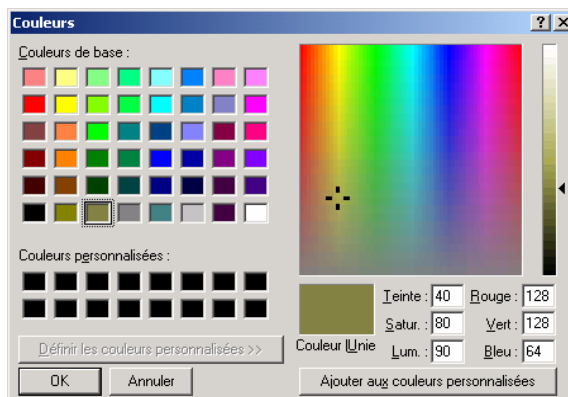 Couleurs
Couleurs de base :
Couleurs personnalisées :
Définir les couleurs personnalisées >>
OK
Annuler
Teinte : 40
Rouge : 128
Satur. : 80
Vert : 128
Couleur |Unie
Lum. : 90
Bleu : 64
Ajouter aux couleurs personnalisées